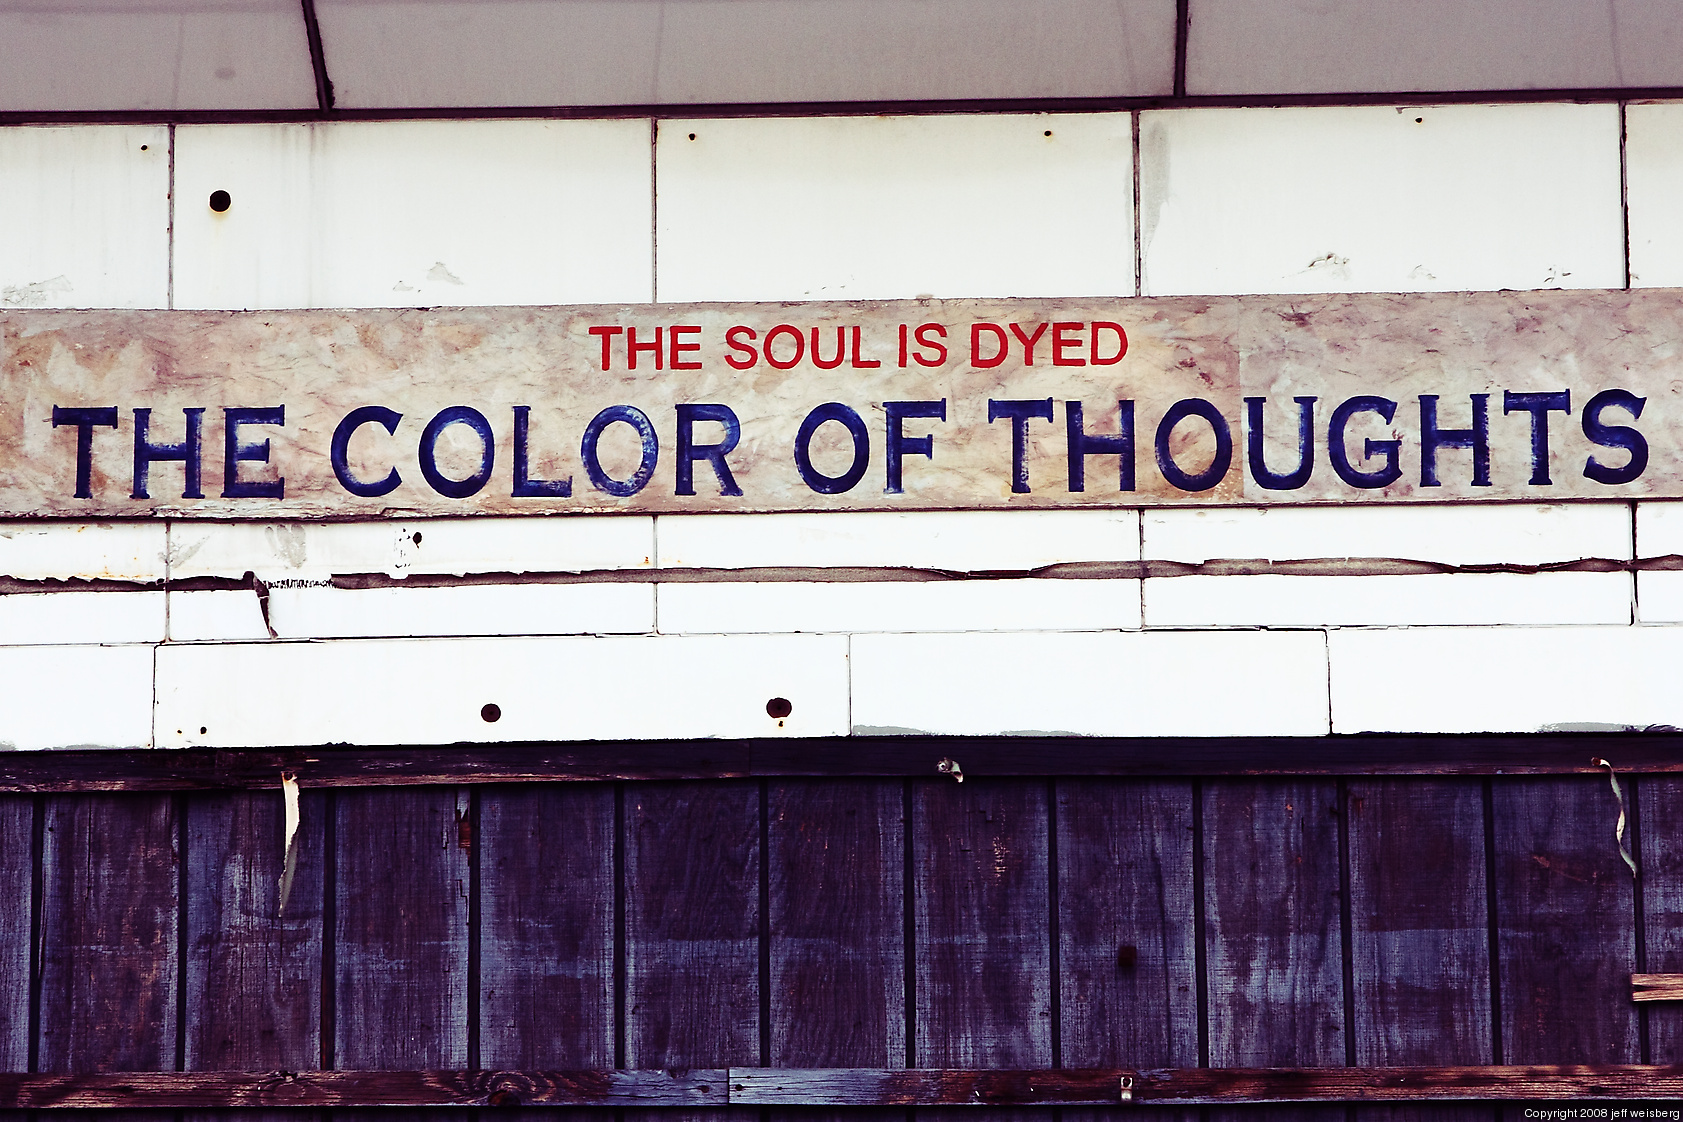 THE SOUL IS DYED
THE COLOR OF THOUGHTS
Copyright 2008 jeff weisberg